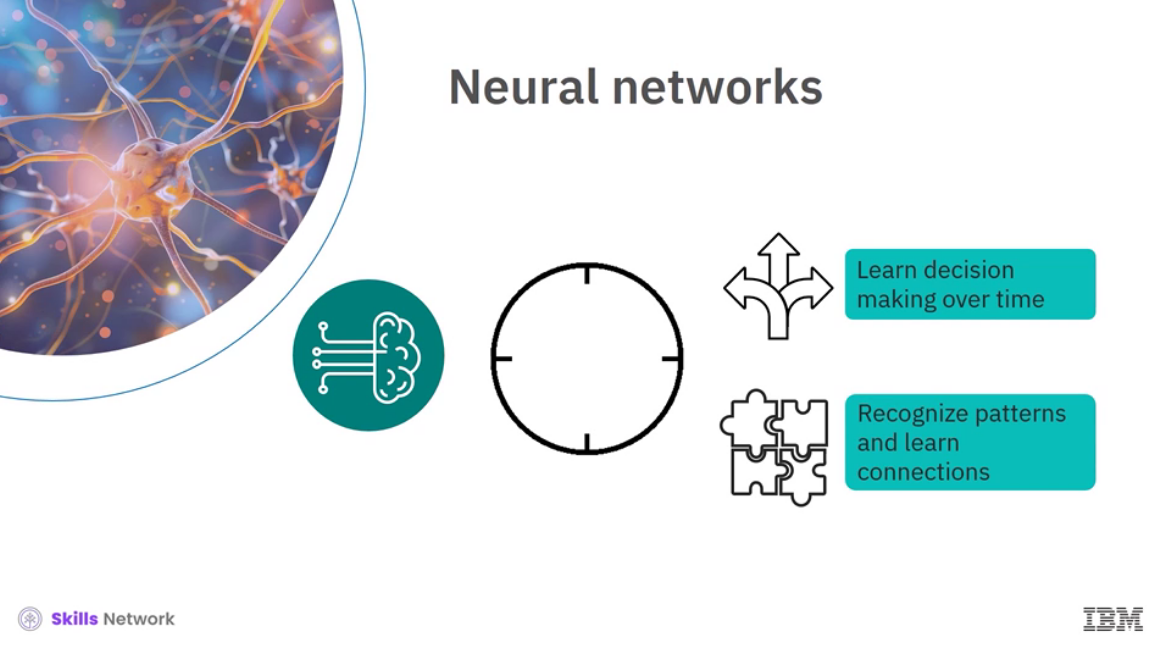 Neural networks
Learn decision
making over time
Recognize patterns
and learn
connections
Skills Network
IBM